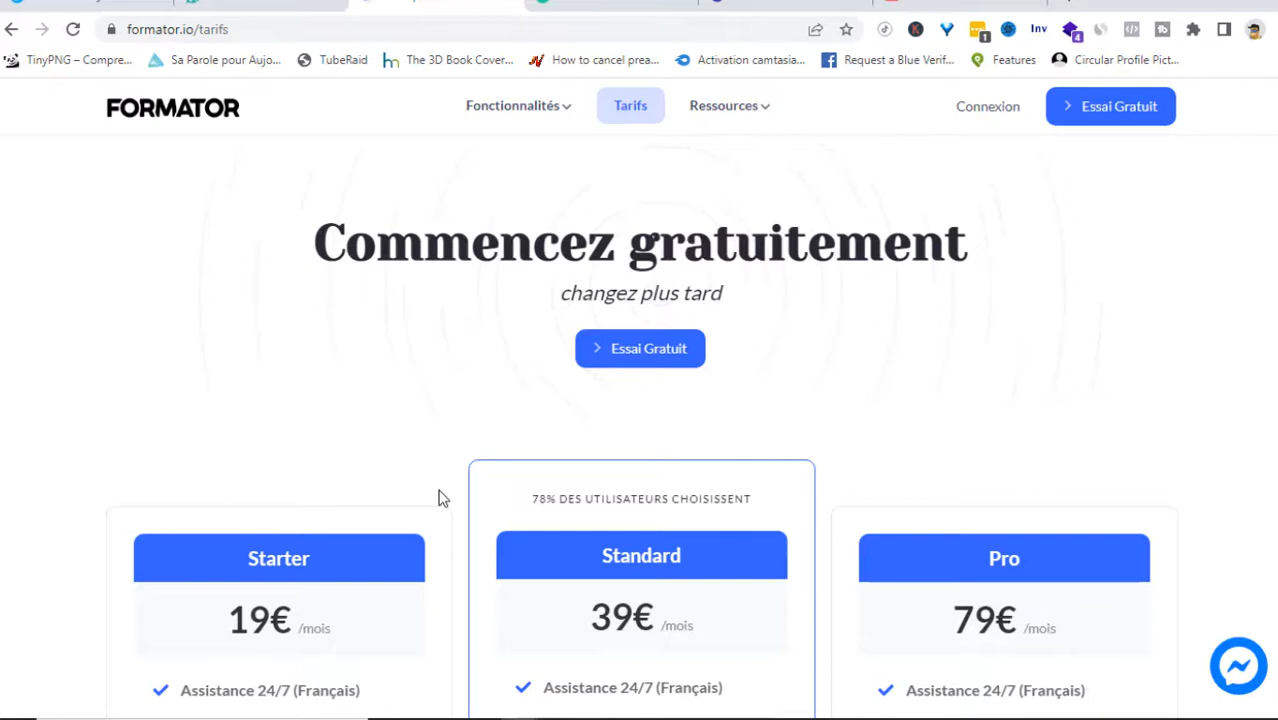 formator.io/tarifs
Inv
1
4
TinyPNG – Compre...
Sa Parole pour Aujo...
TubeRaid
The 3D Book Cover...
How to cancel prea...
Activation camtasia...
Request a Blue Verif...
Features
Circular Profile Pict...
FORMATOR
Fonctionnalités
Tarifs
Ressources
Connexion
Essai Gratuit
Commencez gratuitement
changez plus tard
Essai Gratuit
78% DES UTILISATEURS CHOISISSENT
Starter
Standard
Pro
19€ /mois
39€ /mois
79€ /mois
Assistance 24/7 (Français)
Assistance 24/7 (Français)
Assistance 24/7 (Français)